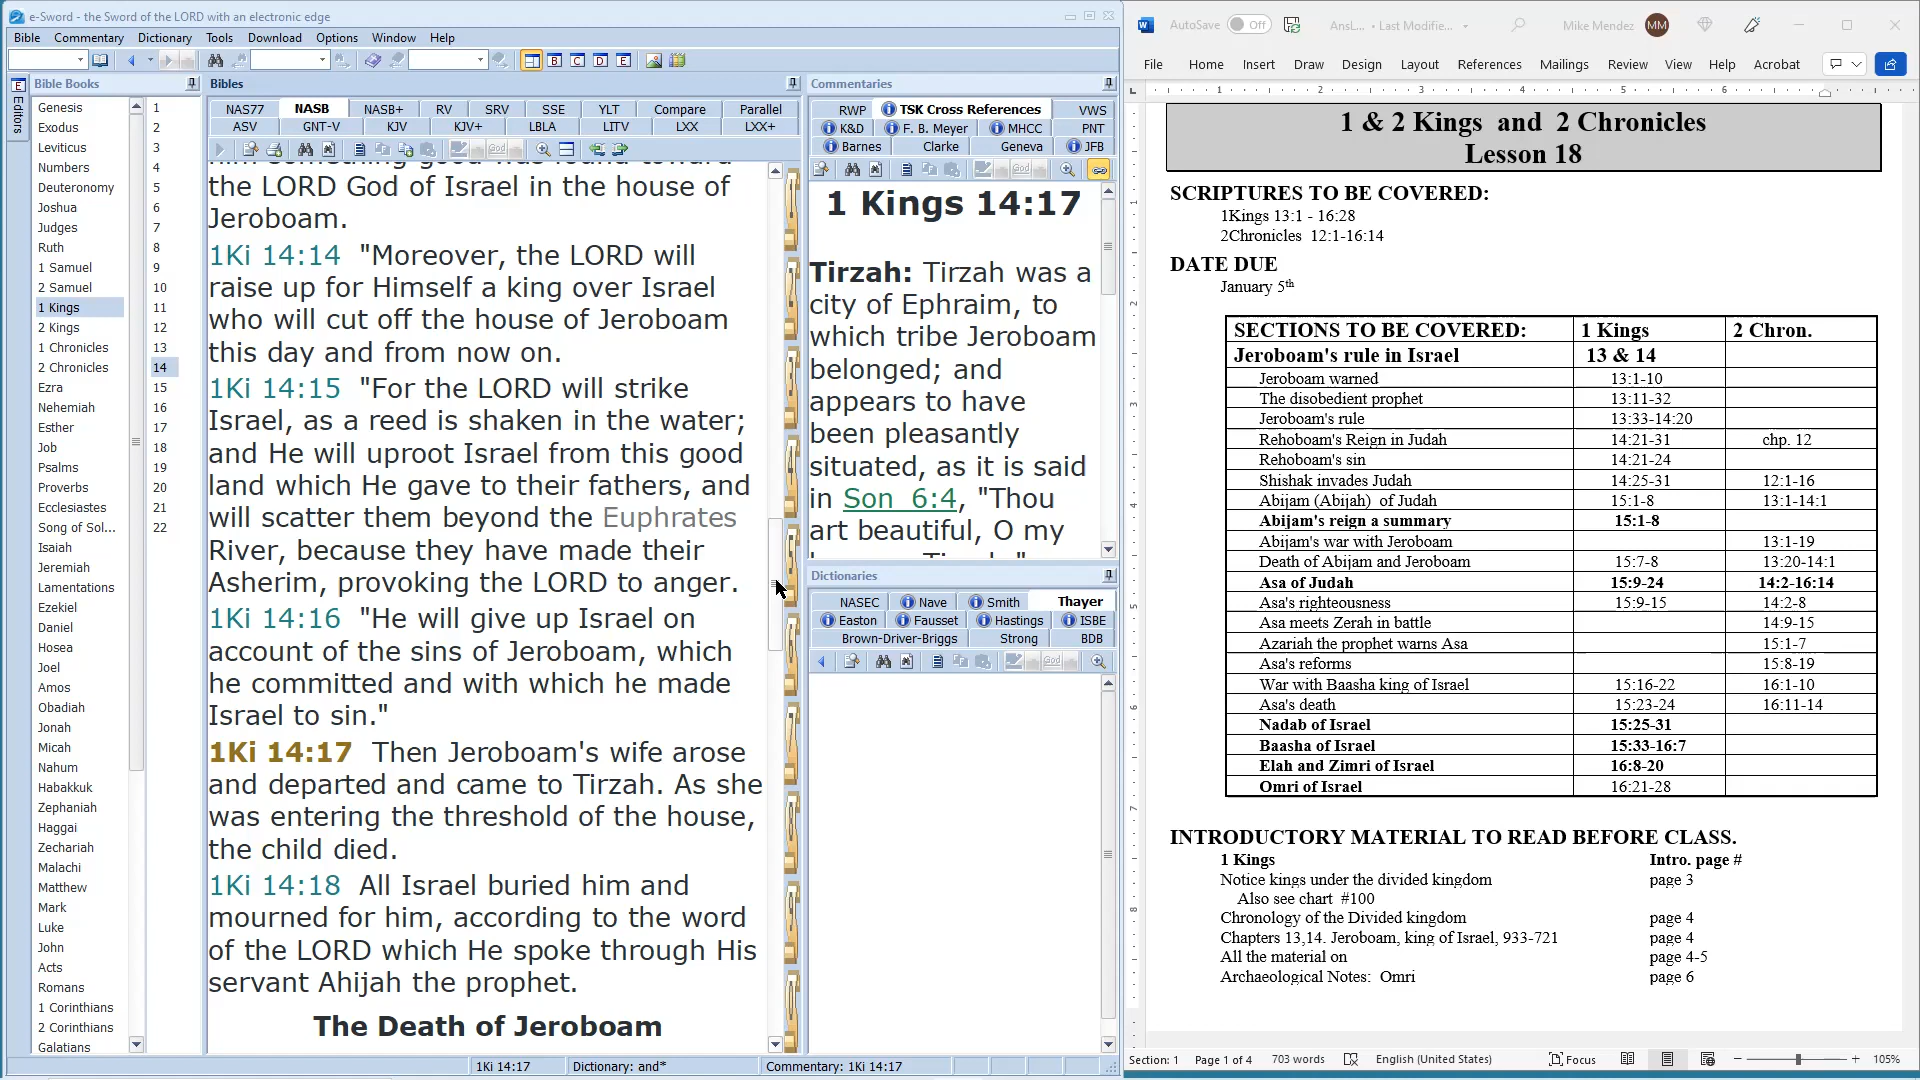 e-Sword - the Sword of the LORD with an electronic edge
Bible Commentary Dictionary Tools Download Options Window Help
B C D E
Editors
Bible Books
Genesis 1
Exodus 2
Leviticus 3
Numbers 4
Deuteronomy 5
Joshua 6
Judges 7
Ruth 8
1 Samuel 9
2 Samuel 10
1 Kings 11
2 Kings 12
1 Chronicles 13
2 Chronicles 14
Ezra 15
Nehemiah 16
Esther 17
Job 18
Psalms 19
Proverbs 20
Ecclesiastes 21
Song of Sol... 22
Isaiah
Jeremiah
Lamentations
Ezekiel
Daniel
Hosea
Joel
Amos
Obadiah
Jonah
Micah
Nahum
Habakkuk
Zephaniah
Haggai
Zechariah
Malachi
Matthew
Mark
Luke
John
Acts
Romans
1 Corinthians
2 Corinthians
Galatians
Bibles
NAS77 NASB NASB+ RV SRV SSE YLT Compare Parallel
ASV GNT-V KJV KJV+ LBLA LITV LXX LXX+
the LORD God of Israel in the house of
Jeroboam.
1Ki 14:14 "Moreover, the LORD will
raise up for Himself a king over Israel
who will cut off the house of Jeroboam
this day and from now on.
1Ki 14:15 "For the LORD will strike
Israel, as a reed is shaken in the water;
and He will uproot Israel from this good
land which He gave to their fathers, and
will scatter them beyond the Euphrates
River, because they have made their
Asherim, provoking the LORD to anger.
1Ki 14:16 "He will give up Israel on
account of the sins of Jeroboam, which
he committed and with which he made
Israel to sin."
1Ki 14:17 Then Jeroboam's wife arose
and departed and came to Tirzah. As she
was entering the threshold of the house,
the child died.
1Ki 14:18 All Israel buried him and
mourned for him, according to the word
of the LORD which He spoke through His
servant Ahijah the prophet.
The Death of Jeroboam
Commentaries
RWP TSK Cross References VWS
K&D F. B. Meyer MHCC PNT
Barnes Clarke Geneva JFB
1 Kings 14:17
Tirzah: Tirzah was a
city of Ephraim, to
which tribe Jeroboam
belonged; and
appears to have
been pleasantly
situated, as it is said
in Son 6:4, "Thou
art beautiful, O my
Dictionaries
NASEC Nave Smith Thayer
Easton Fausset Hastings ISBE
Brown-Driver-Briggs Strong BDB
1Ki 14:17 Dictionary: and* Commentary: 1Ki 14:17
AutoSave Off AnsL... • Last Modifie... Mike Mendez MM
File Home Insert Draw Design Layout References Mailings Review View Help Acrobat
1 & 2 Kings and 2 Chronicles
Lesson 18
SCRIPTURES TO BE COVERED:
1Kings 13:1 - 16:28
2Chronicles 12:1-16:14
DATE DUE
January 5th
SECTIONS TO BE COVERED: 1 Kings 2 Chron.
Jeroboam's rule in Israel 13 & 14
Jeroboam warned 13:1-10
The disobedient prophet 13:11-32
Jeroboam's rule 13:33-14:20
Rehoboam's Reign in Judah 14:21-31 chp. 12
Rehoboam's sin 14:21-24
Shishak invades Judah 14:25-31 12:1-16
Abijam (Abijah) of Judah 15:1-8 13:1-14:1
Abijam's reign a summary 15:1-8
Abijam's war with Jeroboam 13:1-19
Death of Abijam and Jeroboam 15:7-8 13:20-14:1
Asa of Judah 15:9-24 14:2-16:14
Asa's righteousness 15:9-15 14:2-8
Asa meets Zerah in battle 14:9-15
Azariah the prophet warns Asa 15:1-7
Asa's reforms 15:8-19
War with Baasha king of Israel 15:16-22 16:1-10
Asa's death 15:23-24 16:11-14
Nadab of Israel 15:25-31
Baasha of Israel 15:33-16:7
Elah and Zimri of Israel 16:8-20
Omri of Israel 16:21-28
INTRODUCTORY MATERIAL TO READ BEFORE CLASS.
1 Kings Intro. page #
Notice kings under the divided kingdom page 3
Also see chart #100
Chronology of the Divided kingdom page 4
Chapters 13,14. Jeroboam, king of Israel, 933-721 page 4
All the material on page 4-5
Archaeological Notes: Omri page 6
Section: 1 Page 1 of 4 703 words English (United States) Focus 105%